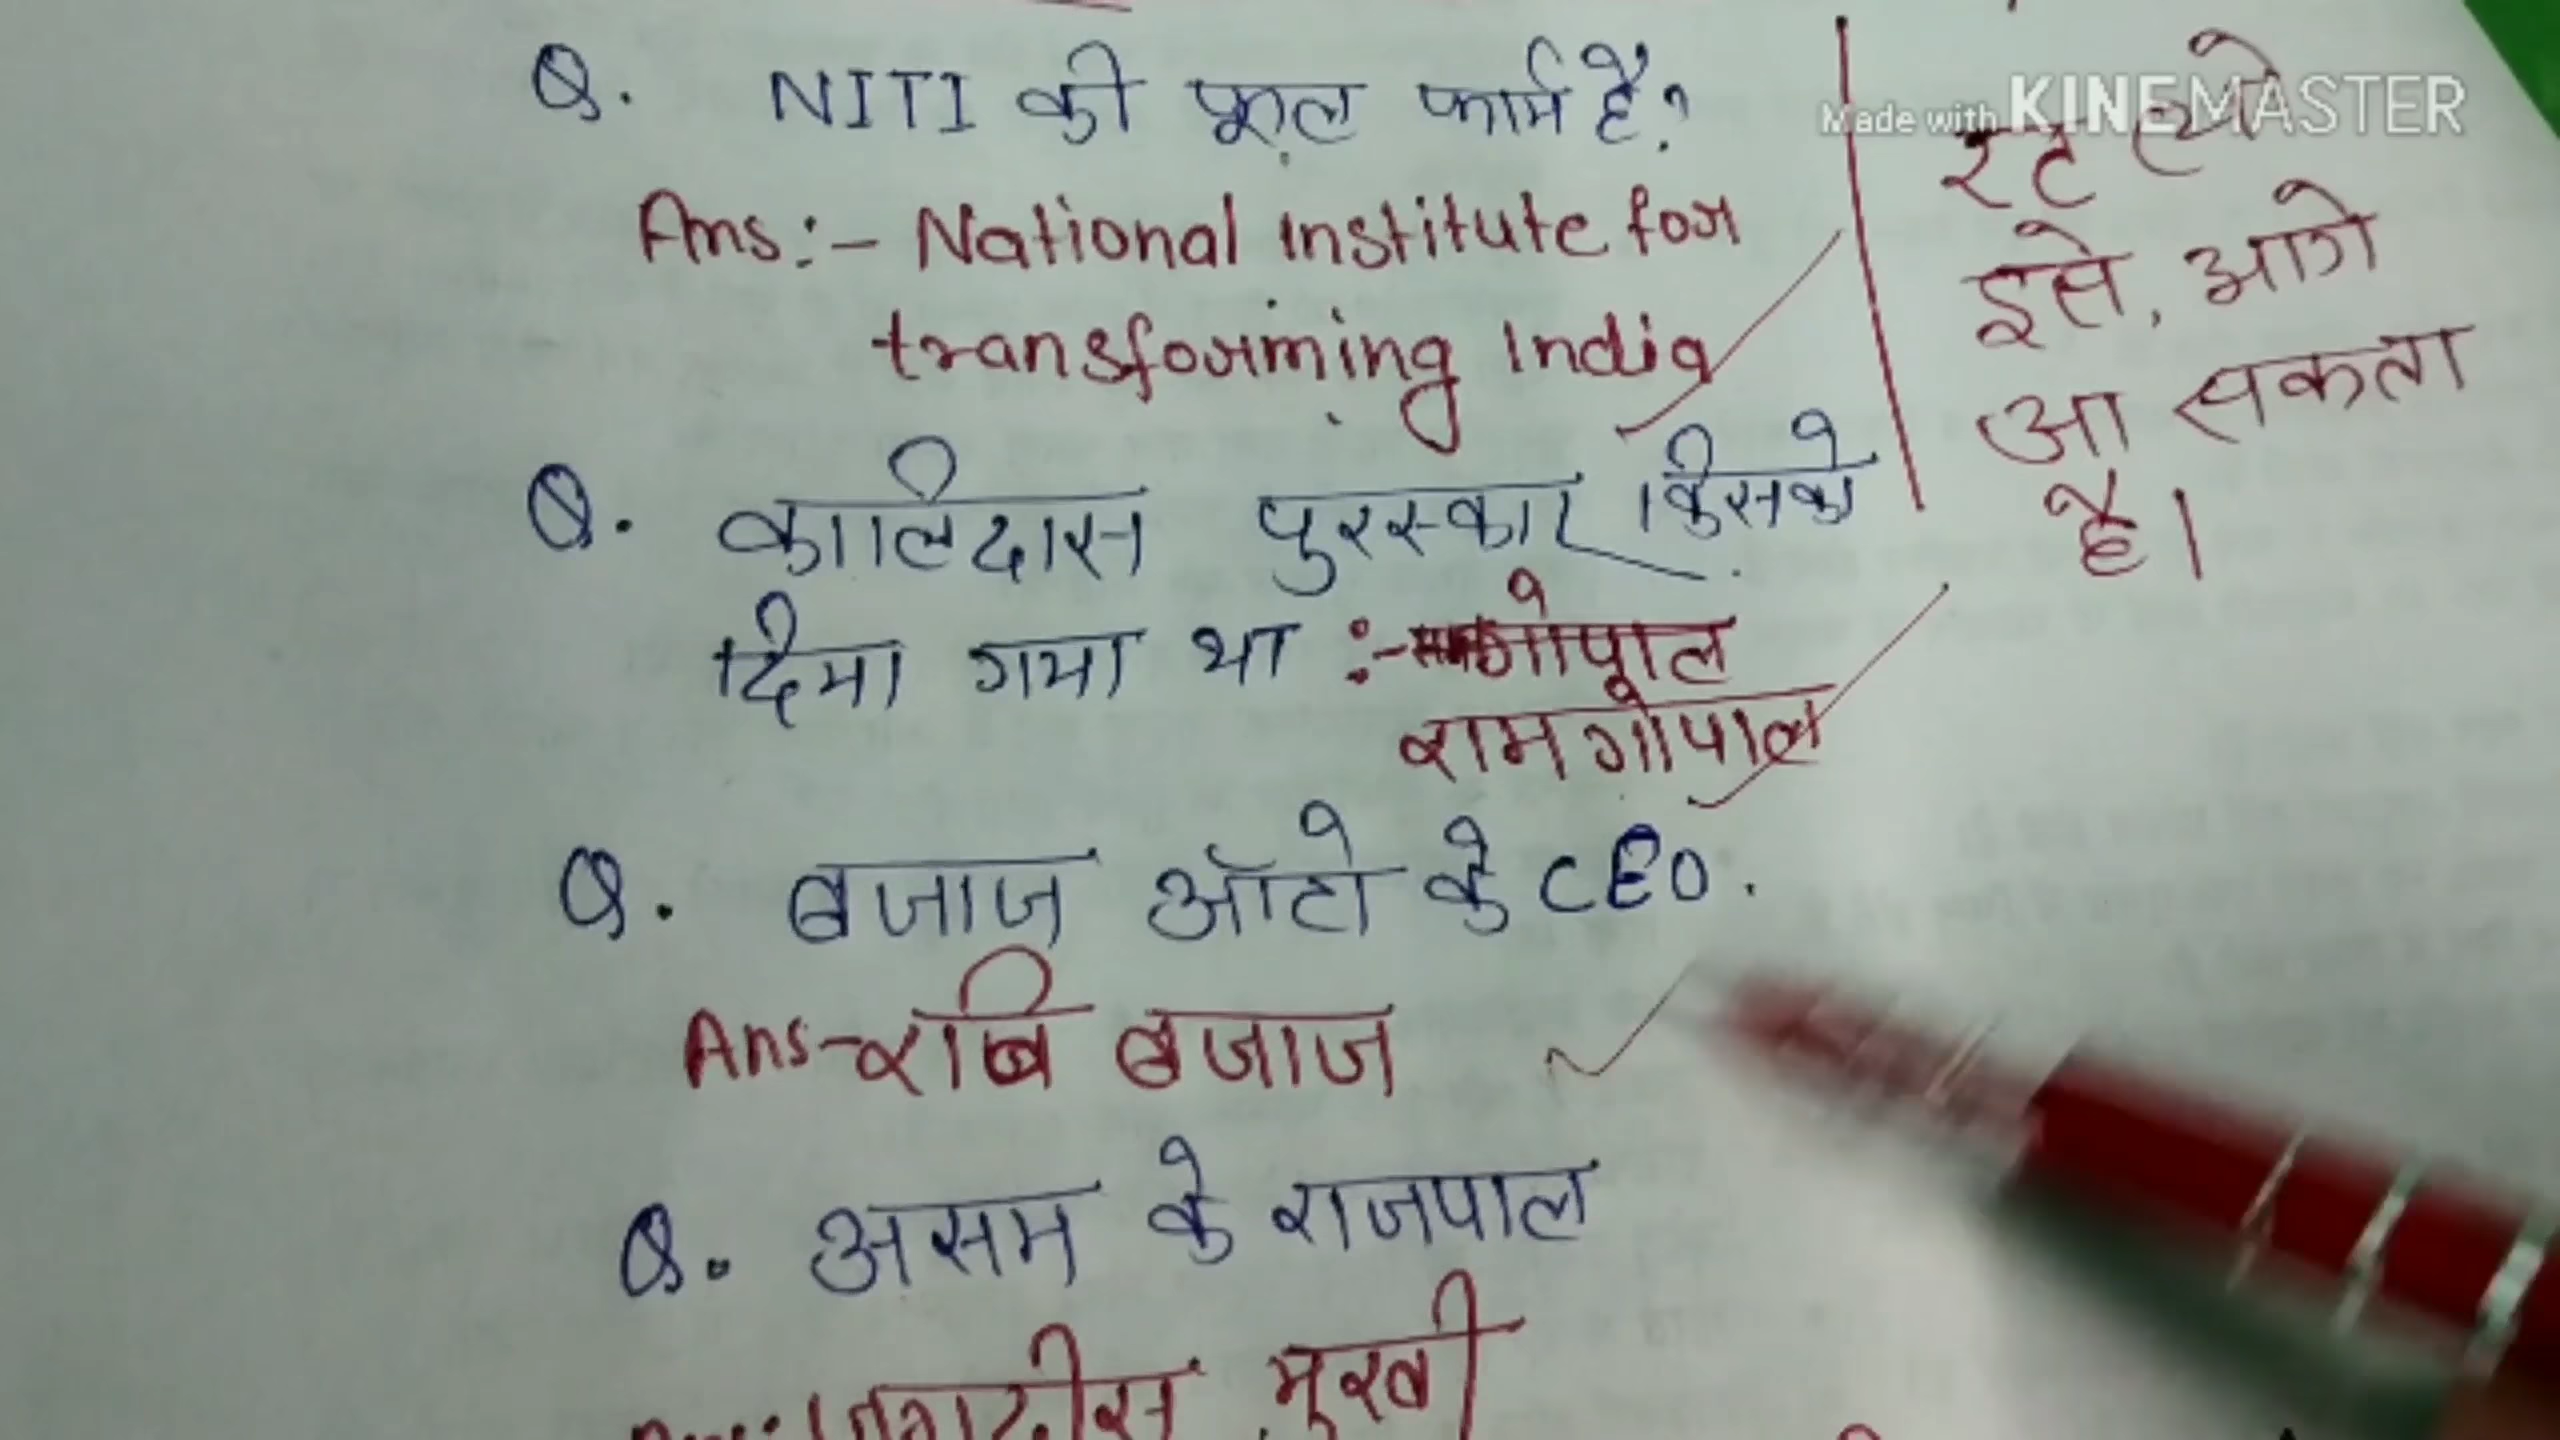 Q. NITI की फूल फार्म है?
Ans:- National institute for
transforming India
Q. कालिदास पुरस्कार किसको
दिया गया था :- गोपाल
रामगोपाल
Q. बजाज ऑटो के CEO.
Ans- राबि बजाज
Q. असम के राजपाल
जगदीस मुखी
Made with KINEMASTER
रट ल्यो
इसे, आगे
आ सकता
है।